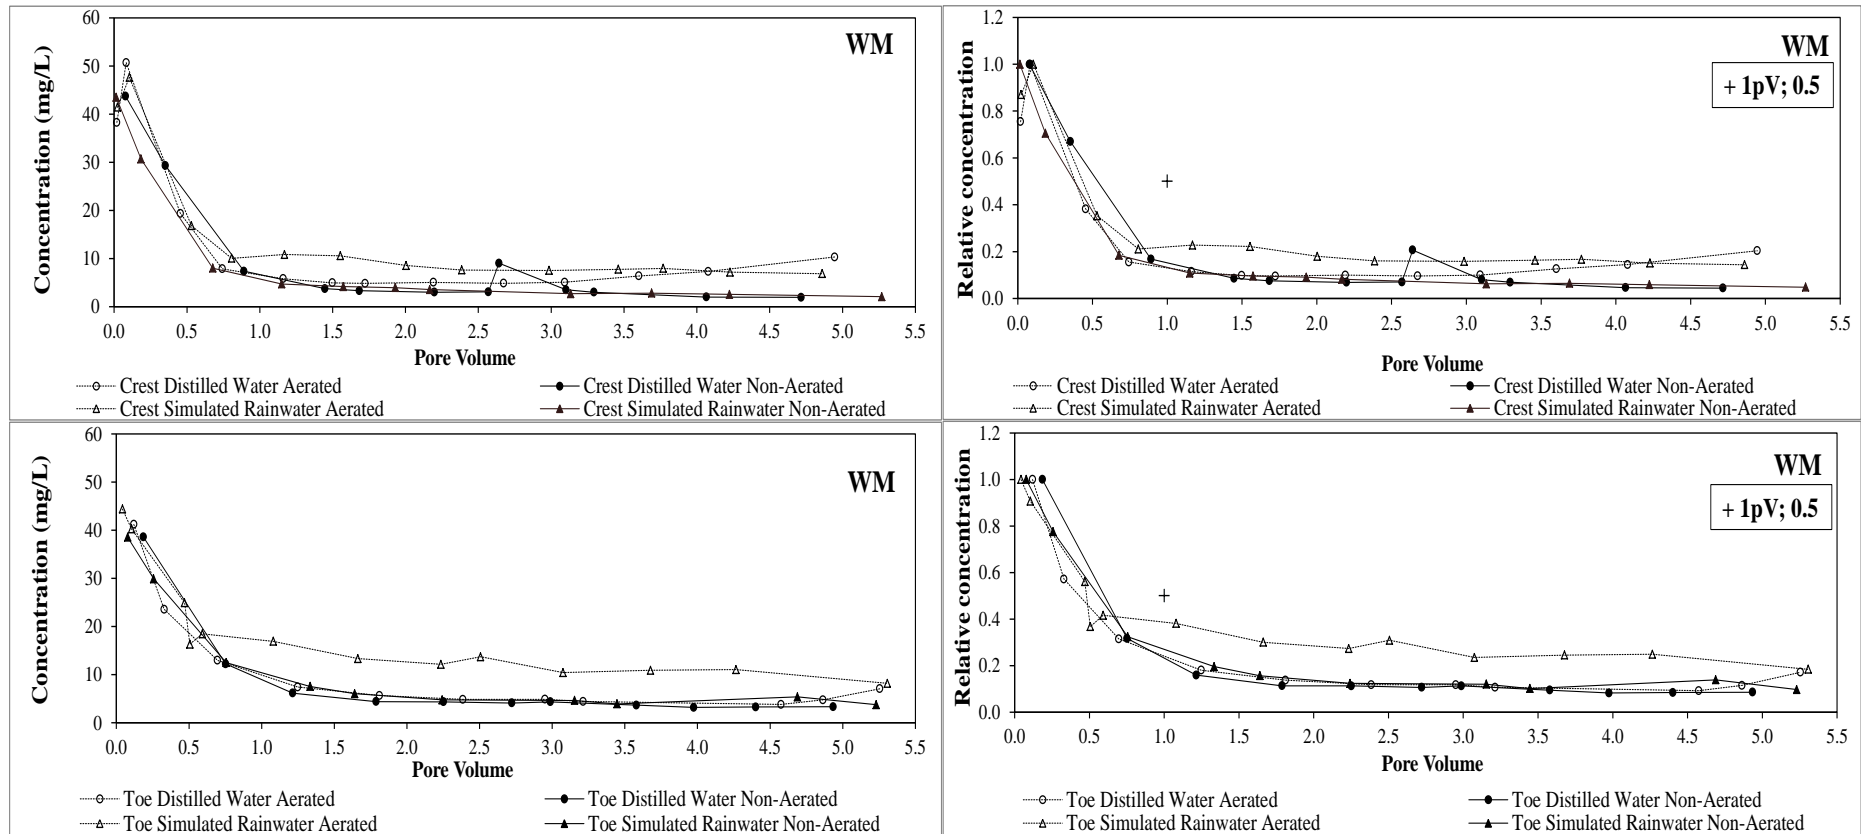 60
50
40
30
20
10
0
Concentration (mg/L)
WM
0.0 0.5 1.0 1.5 2.0 2.5 3.0 3.5 4.0 4.5 5.0 5.5
Pore Volume
Crest Distilled Water Aerated
Crest Distilled Water Non-Aerated
Crest Simulated Rainwater Aerated
Crest Simulated Rainwater Non-Aerated
1.2
1.0
0.8
0.6
0.4
0.2
0.0
Relative concentration
WM
+ 1pV; 0.5
+
0.0 0.5 1.0 1.5 2.0 2.5 3.0 3.5 4.0 4.5 5.0 5.5
Pore Volume
Crest Distilled Water Aerated
Crest Distilled Water Non-Aerated
Crest Simulated Rainwater Aerated
Crest Simulated Rainwater Non-Aerated
60
50
40
30
20
10
0
Concentration (mg/L)
WM
0.0 0.5 1.0 1.5 2.0 2.5 3.0 3.5 4.0 4.5 5.0 5.5
Pore Volume
Toe Distilled Water Aerated
Toe Distilled Water Non-Aerated
Toe Simulated Rainwater Aerated
Toe Simulated Rainwater Non-Aerated
1.2
1.0
0.8
0.6
0.4
0.2
0.0
Relative concentration
WM
+ 1pV; 0.5
+
0.0 0.5 1.0 1.5 2.0 2.5 3.0 3.5 4.0 4.5 5.0 5.5
Pore Volume
Toe Distilled Water Aerated
Toe Distilled Water Non-Aerated
Toe Simulated Rainwater Aerated
Toe Simulated Rainwater Non-Aerated